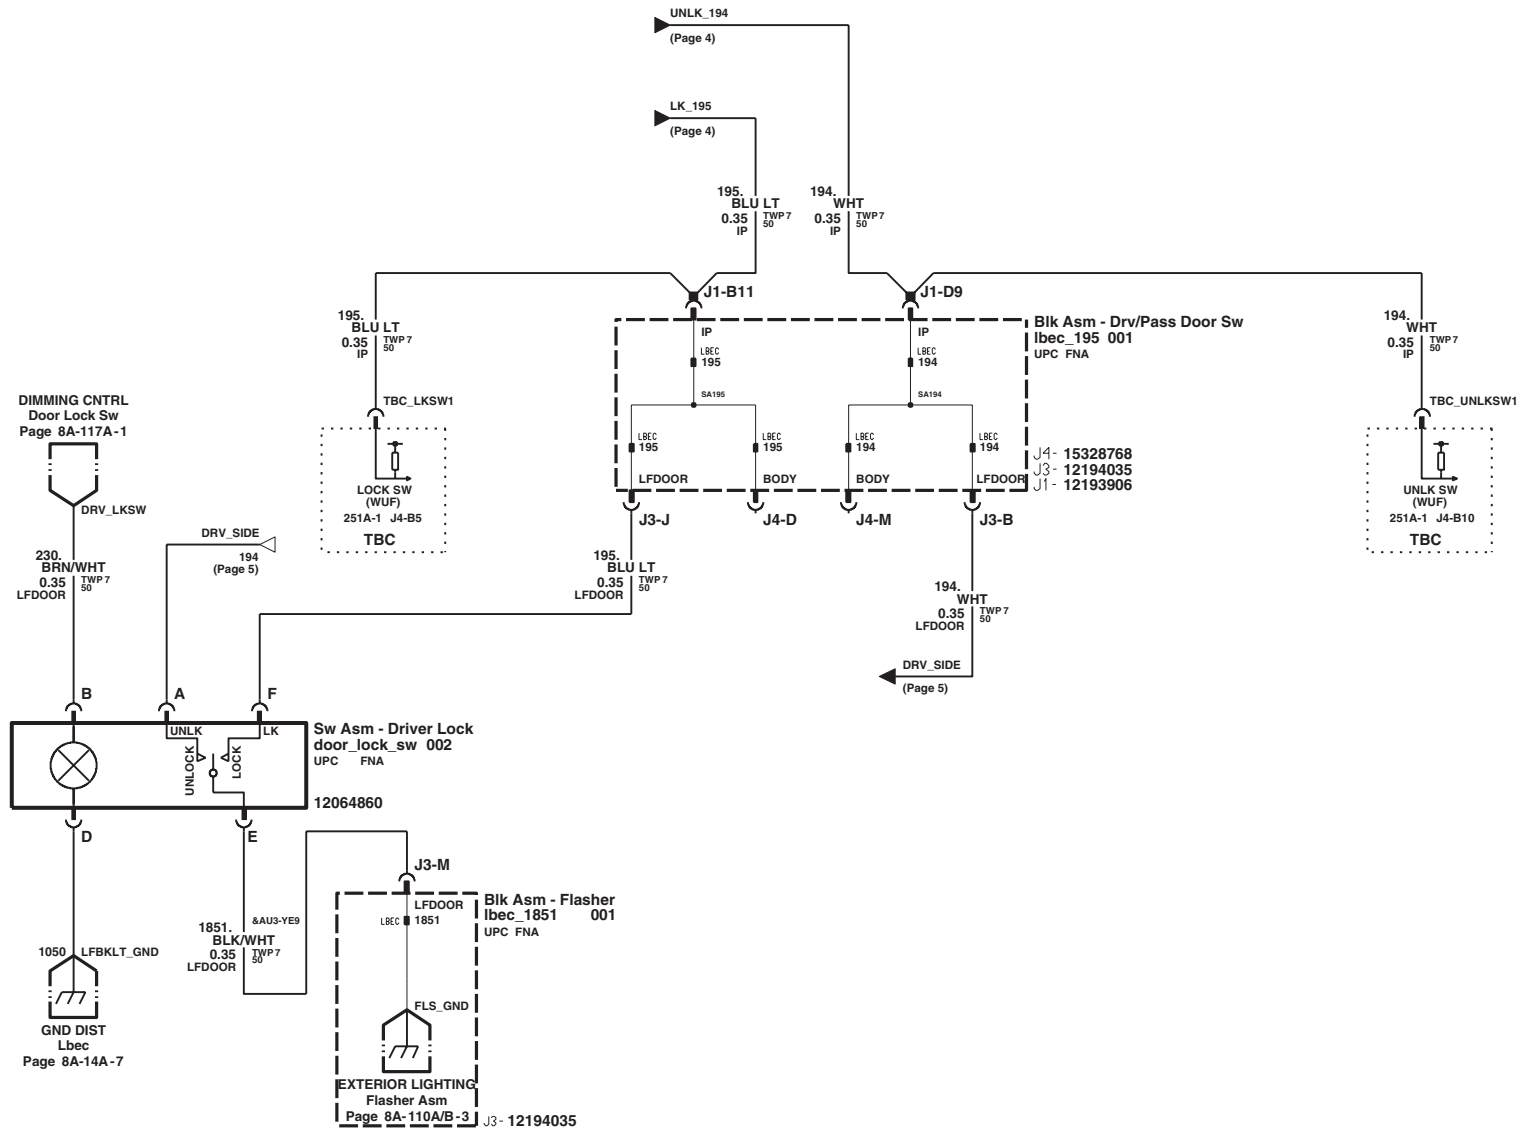 UNLK_194
(Page 4)
LK_195
(Page 4)
195.
BLU LT
0.35
IP
TWP7
50
194.
WHT
0.35
IP
TWP7
50
J1-B11
J1-D9
195.
BLU LT
0.35
IP
TWP7
50
194.
WHT
0.35
IP
TWP7
50
IP
LBEC
195
SA195
LBEC
195
LBEC
195
LFDOOR
BODY
IP
LBEC
194
SA194
LBEC
194
LBEC
194
BODY
LFDOOR
Blk Asm - Drv/Pass Door Sw
lbec_195 001
UPC FNA
J4- 15328768
J3- 12194035
J1- 12193906
J3-J
J4-D
J4-M
J3-B
TBC_LKSW1
LOCK SW
(WUF)
251A-1 J4-B5
TBC
TBC_UNLKSW1
UNLK SW
(WUF)
251A-1 J4-B10
TBC
DIMMING CNTRL
Door Lock Sw
Page 8A-117A-1
DRV_LKSW
230.
BRN/WHT
0.35
LFDOOR
TWP7
50
DRV_SIDE
194
(Page 5)
195.
BLU LT
0.35
LFDOOR
TWP7
50
194.
WHT
0.35
LFDOOR
TWP7
50
DRV_SIDE
(Page 5)
B
A
F
UNLK
LK
UNLOCK
LOCK
Sw Asm - Driver Lock
door_lock_sw 002
UPC FNA
12064860
D
E
J3-M
&AU3-YE9
1851.
BLK/WHT
0.35
LFDOOR
TWP7
50
1050
LFBKLT_GND
GND DIST
Lbec
Page 8A-14A-7
LFDOOR
LBEC
1851
Blk Asm - Flasher
lbec_1851 001
UPC FNA
FLS_GND
EXTERIOR LIGHTING
Flasher Asm
Page 8A-110A/B-3
J3- 12194035